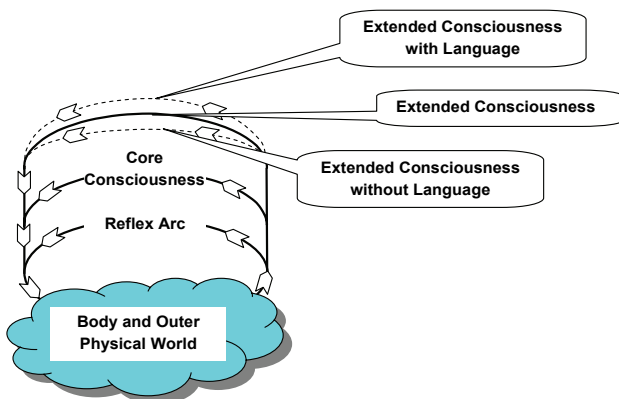 Extended Consciousness
with Language
Extended Consciousness
Core
Consciousness
Extended Consciousness
without Language
Reflex Arc
Body and Outer
Physical World